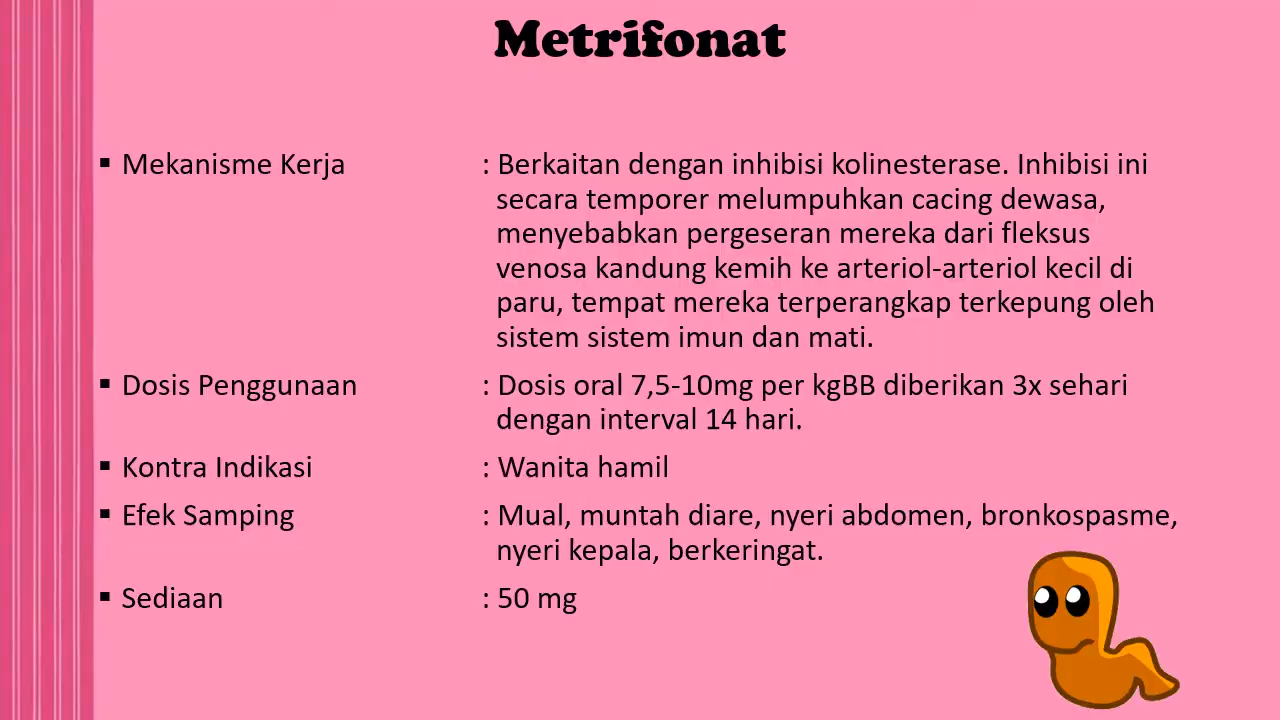 Metrifonat
▪ Mekanisme Kerja : Berkaitan dengan inhibisi kolinesterase. Inhibisi ini
secara temporer melumpuhkan cacing dewasa,
menyebabkan pergeseran mereka dari fleksus
venosa kandung kemih ke arteriol-arteriol kecil di
paru, tempat mereka terperangkap terkepung oleh
sistem sistem imun dan mati.
▪ Dosis Penggunaan : Dosis oral 7,5-10mg per kgBB diberikan 3x sehari
dengan interval 14 hari.
▪ Kontra Indikasi : Wanita hamil
▪ Efek Samping : Mual, muntah diare, nyeri abdomen, bronkospasme,
nyeri kepala, berkeringat.
▪ Sediaan : 50 mg